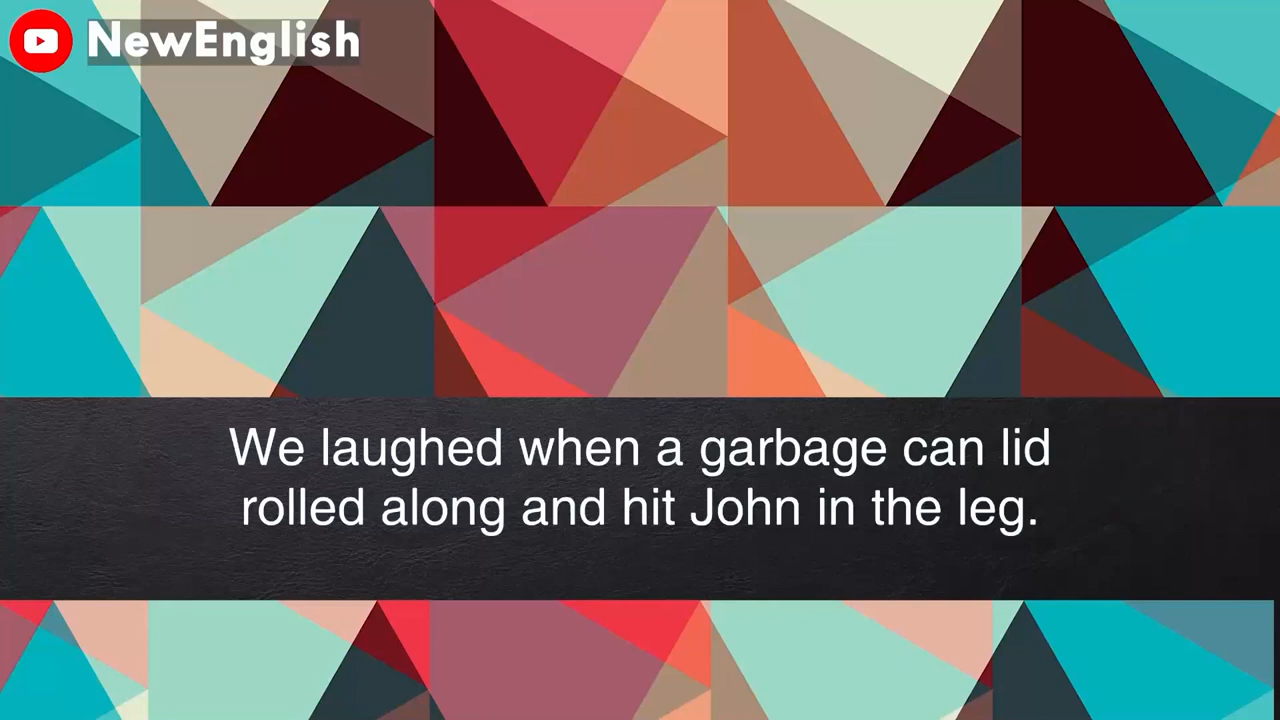 NewEnglish
We laughed when a garbage can lid
rolled along and hit John in the leg.